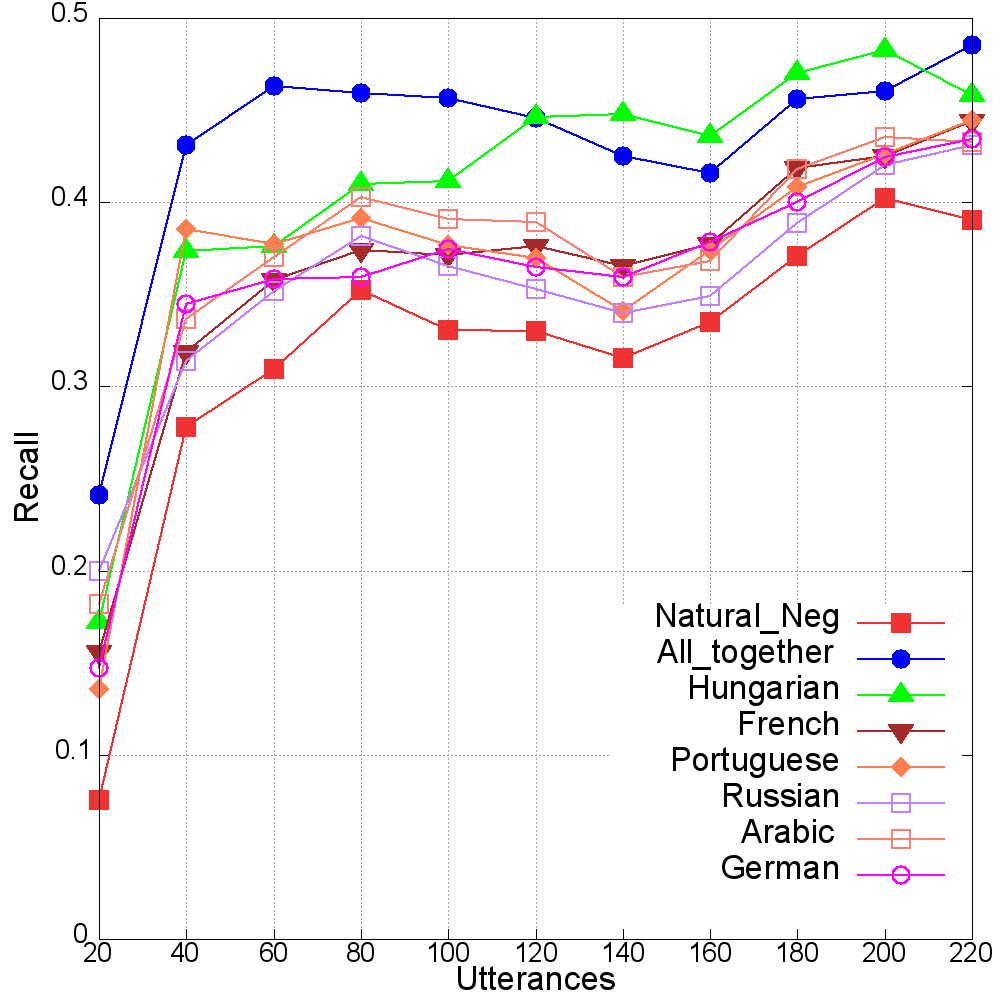 0.5
0.4
0.3
0.2
0.1
0
Recall
Natural_Neg
All_together
Hungarian
French
Portuguese
Russian
Arabic
German
20 40 60 80 100 120 140 160 180 200 220
Utterances